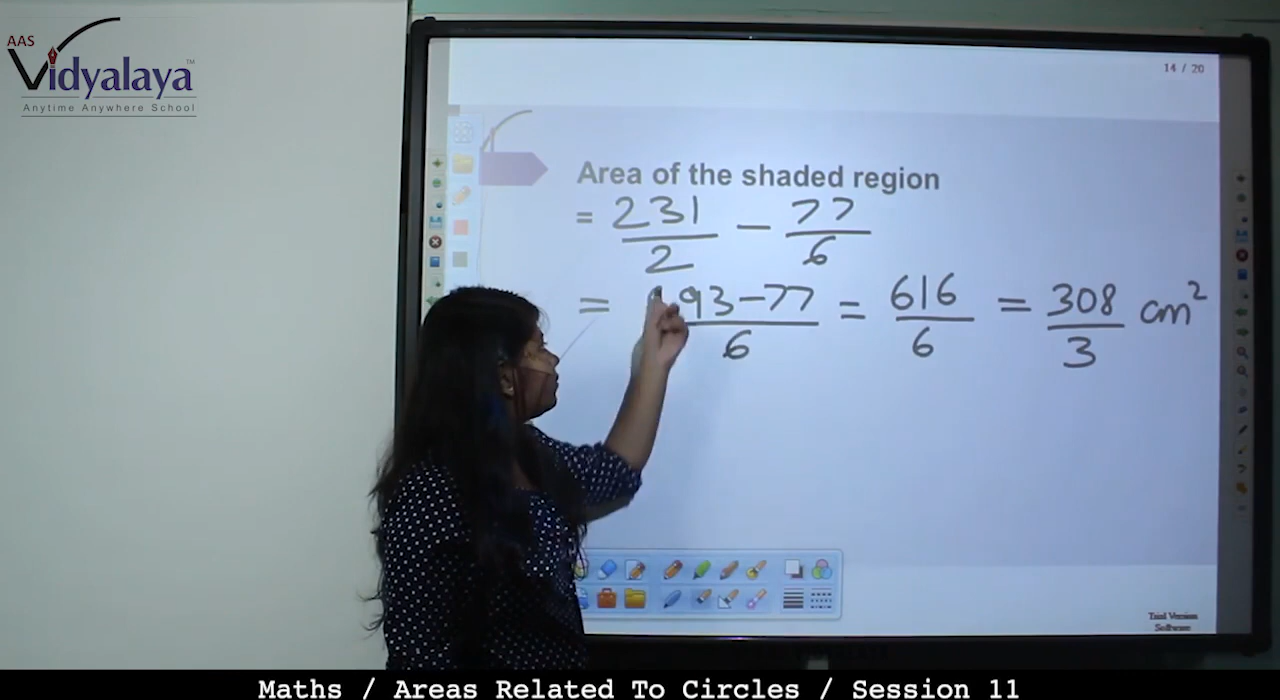 AAS
Vidyalaya TM
Anytime Anywhere School
14 / 20
Area of the shaded region
= 231/2 - 77/6
= 693-77/6 = 616/6 = 308/3 cm²
Trial Version
Software
Maths / Areas Related To Circles / Session 11